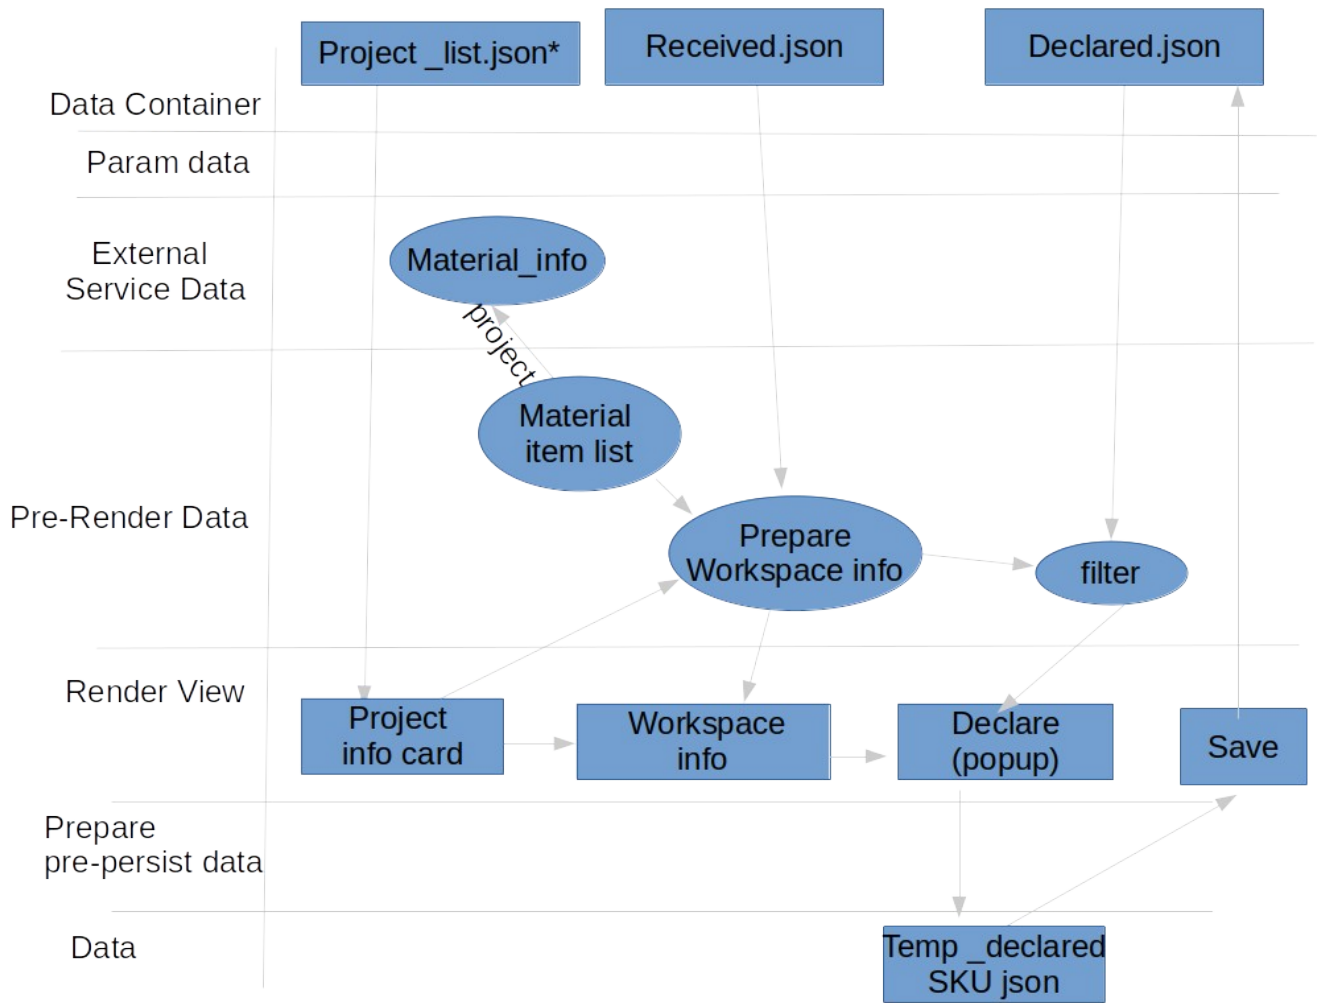 Project _list.json*
Received.json
Declared.json
Data Container
Param data
External
Service Data
Material_info
project
Material
item list
Pre-Render Data
Prepare
Workspace info
filter
Render View
Project
info card
Workspace
info
Declare
(popup)
Save
Prepare
pre-persist data
Data
Temp _declared
SKU json